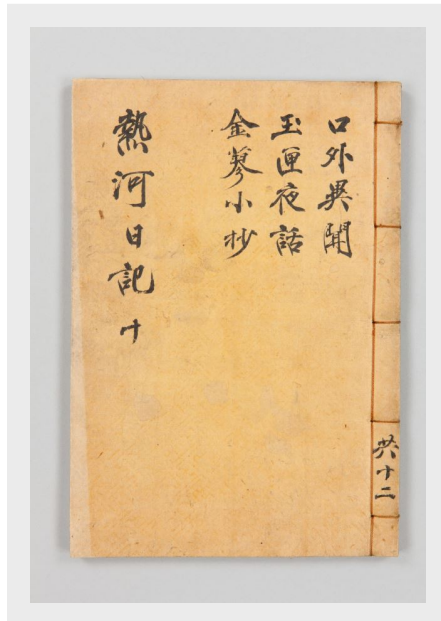 共十二
口外異聞
玉匣夜話
金蓼小抄
熱河日記 十